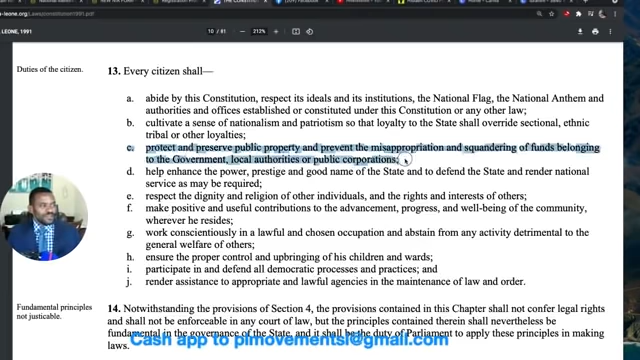 -leone.org/Laws/constitution1991.pdf
LEONE, 1991
10 / 81
212%
Duties of the citizen.
13. Every citizen shall—
a. abide by this Constitution, respect its ideals and its institutions, the National Flag, the National Anthem and
authorities and offices established or constituted under this Constitution or any other law;
b. cultivate a sense of nationalism and patriotism so that loyalty to the State shall override sectional, ethnic
tribal or other loyalties;
c. protect and preserve public property and prevent the misappropriation and squandering of funds belonging
to the Government, local authorities or public corporations;
d. help enhance the power, prestige and good name of the State and to defend the State and render national
service as may be required;
e. respect the dignity and religion of other individuals, and the rights and interests of others;
f. make positive and useful contributions to the advancement, progress, and well-being of the community,
wherever he resides;
g. work conscientiously in a lawful and chosen occupation and abstain from any activity detrimental to the
general welfare of others;
h. ensure the proper control and upbringing of his children and wards;
i. participate in and defend all democratic processes and practices; and
j. render assistance to appropriate and lawful agencies in the maintenance of law and order.
Fundamental principles
not justicable.
14. Notwithstanding the provisions of Section 4, the provisions contained in this Chapter shall not confer legal rights
and shall not be enforceable in any court of law, but the principles contained therein shall nevertheless be
fundamental in the governance of the State, and it shall be the duty of Parliament to apply these principles in making
laws.
Cash app to plmovementsl@gmail.com